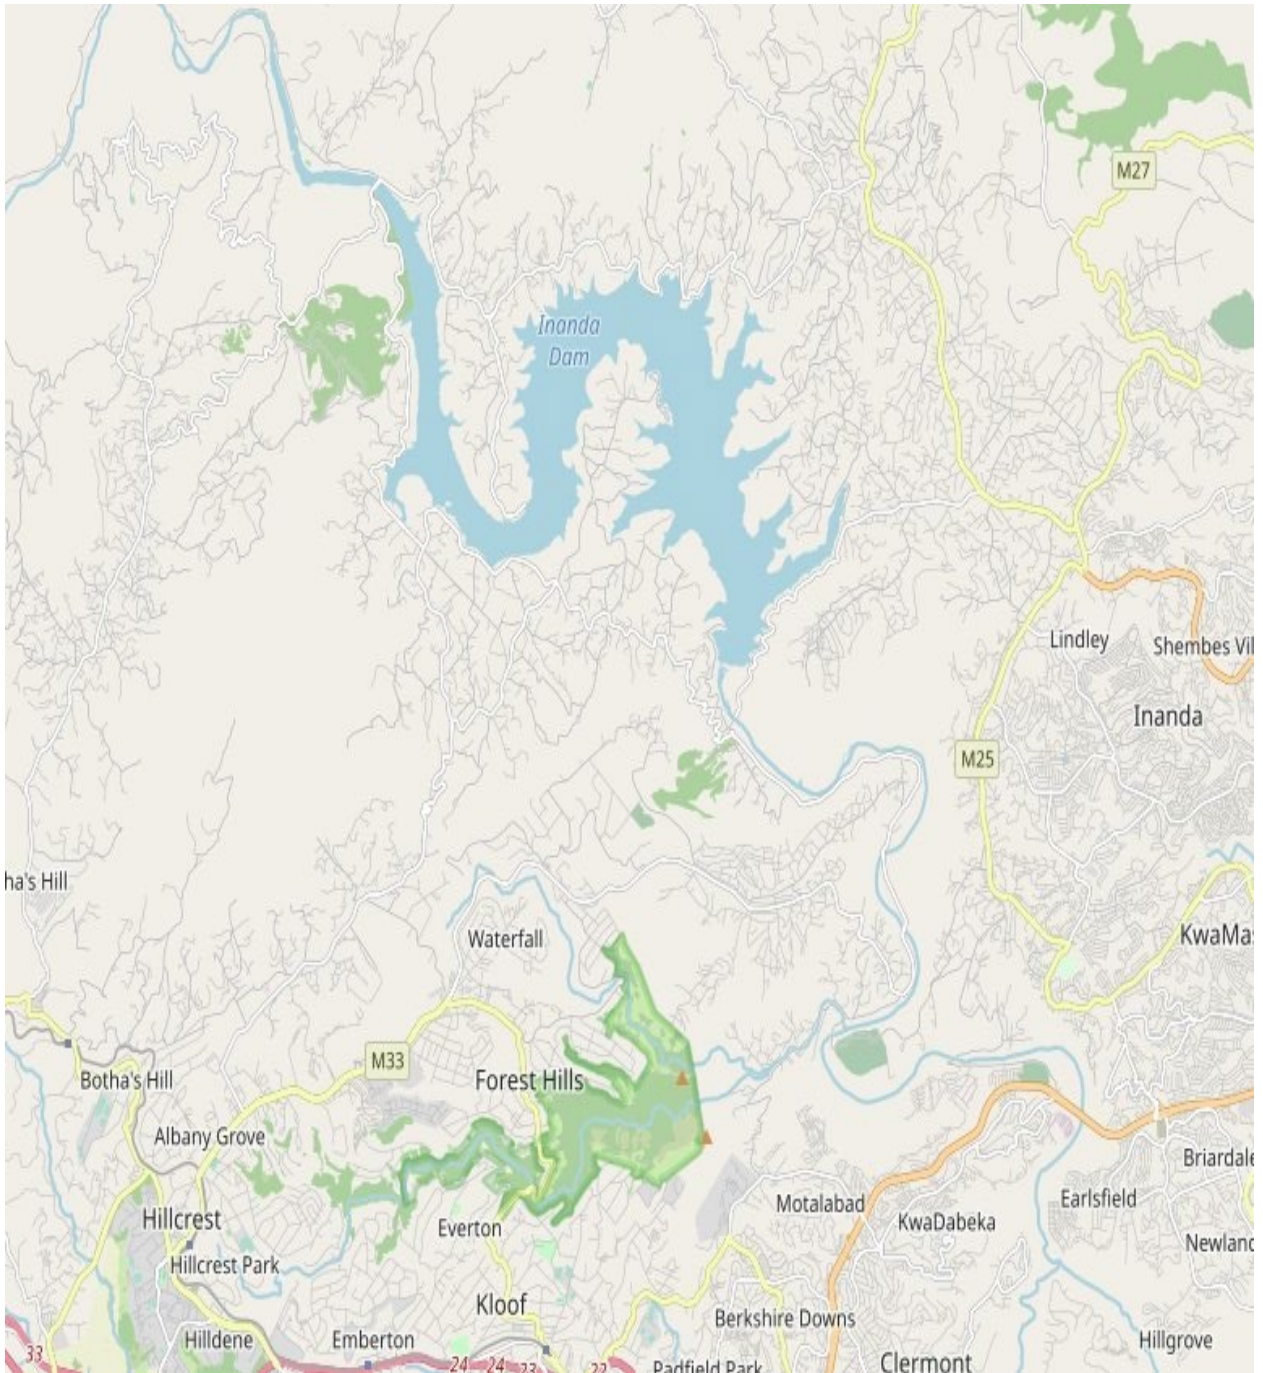 M27
Inanda
Dam
Lindley
Shembes Vil
Inanda
M25
ha's Hill
Waterfall
KwaMas
M33
Botha's Hill
Forest Hills
Albany Grove
Briardale
Motalabad
Earlsfield
Hillcrest
KwaDabeka
Everton
Newland
Hillcrest Park
Kloof
Berkshire Downs
Hilldene
Emberton
Hillgrove
33
24
24
23
22
Padfield Park
Clermont